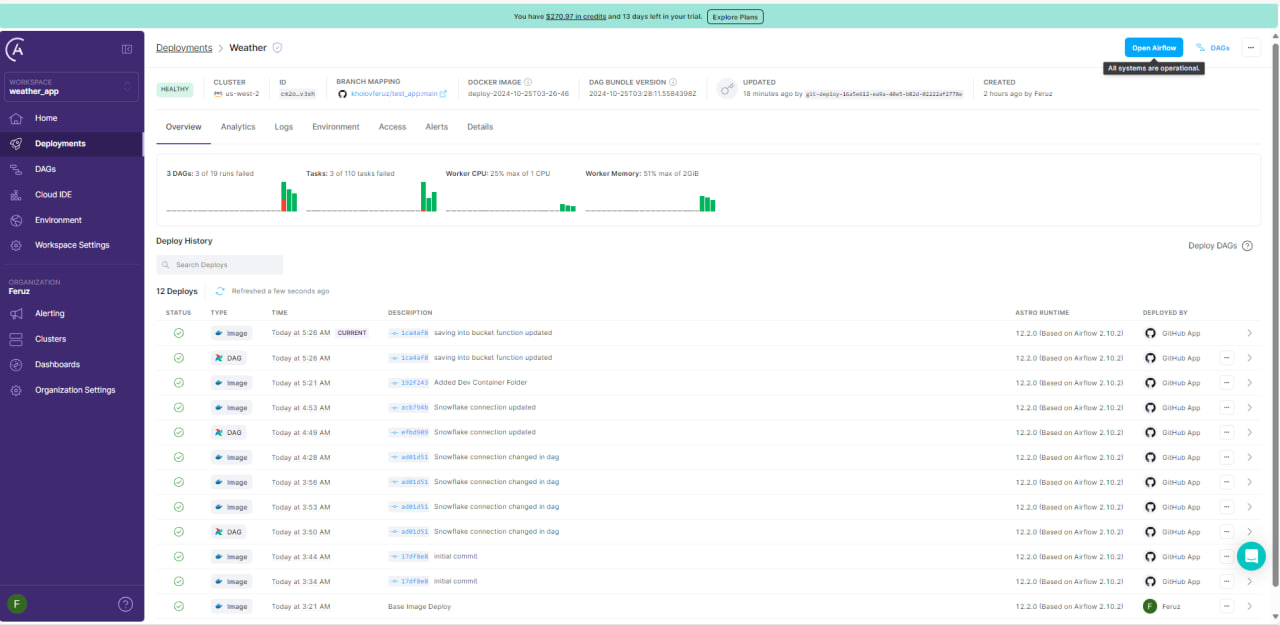 You have $270.97 in credits and 13 days left in your trial. Explore Plans
WORKSPACE
weather_app
Home
Deployments
DAGs
Cloud IDE
Environment
Workspace Settings
ORGANIZATION
Feruz
Alerting
Clusters
Dashboards
Organization Settings
F
Deployments > Weather
Open Airflow DAGs
All systems are operational.
HEALTHY
CLUSTER
us-west-2
ID
BRANCH MAPPING
kholovferuz/test_app:main
DOCKER IMAGE
deploy-2024-10-25T03-26-46
DAG BUNDLE VERSION
2024-10-25T03:28:11.5584398Z
UPDATED
18 minutes ago by
CREATED
2 hours ago by Feruz
Overview Analytics Logs Environment Access Alerts Details
3 DAGs: 3 of 19 runs failed Tasks: 3 of 110 tasks failed Worker CPU: 25% max of 1 CPU Worker Memory: 51% max of 2GiB
Deploy History
Deploy DAGs
Search Deploys
12 Deploys Refreshed a few seconds ago
STATUS TYPE TIME DESCRIPTION ASTRO RUNTIME DEPLOYED BY
Image Today at 5:26 AM CURRENT 1ca4af8 saving into bucket function updated 12.2.0 (Based on Airflow 2.10.2) GitHub App
DAG Today at 5:26 AM 1ca4af8 saving into bucket function updated 12.2.0 (Based on Airflow 2.10.2) GitHub App
Image Today at 5:21 AM 192f243 Added Dev Container Folder 12.2.0 (Based on Airflow 2.10.2) GitHub App
Image Today at 4:53 AM acb794b Snowflake connection updated 12.2.0 (Based on Airflow 2.10.2) GitHub App
DAG Today at 4:49 AM efbd909 Snowflake connection updated 12.2.0 (Based on Airflow 2.10.2) GitHub App
Image Today at 4:28 AM ad01d51 Snowflake connection changed in dag 12.2.0 (Based on Airflow 2.10.2) GitHub App
Image Today at 3:56 AM ad01d51 Snowflake connection changed in dag 12.2.0 (Based on Airflow 2.10.2) GitHub App
Image Today at 3:53 AM ad01d51 Snowflake connection changed in dag 12.2.0 (Based on Airflow 2.10.2) GitHub App
DAG Today at 3:50 AM ad01d51 Snowflake connection changed in dag 12.2.0 (Based on Airflow 2.10.2) GitHub App
Image Today at 3:44 AM 17df8e8 initial commit 12.2.0 (Based on Airflow 2.10.2) GitHub App
Image Today at 3:34 AM 17df8e8 initial commit 12.2.0 (Based on Airflow 2.10.2) GitHub App
Image Today at 3:21 AM Base Image Deploy 12.2.0 (Based on Airflow 2.10.2) F Feruz